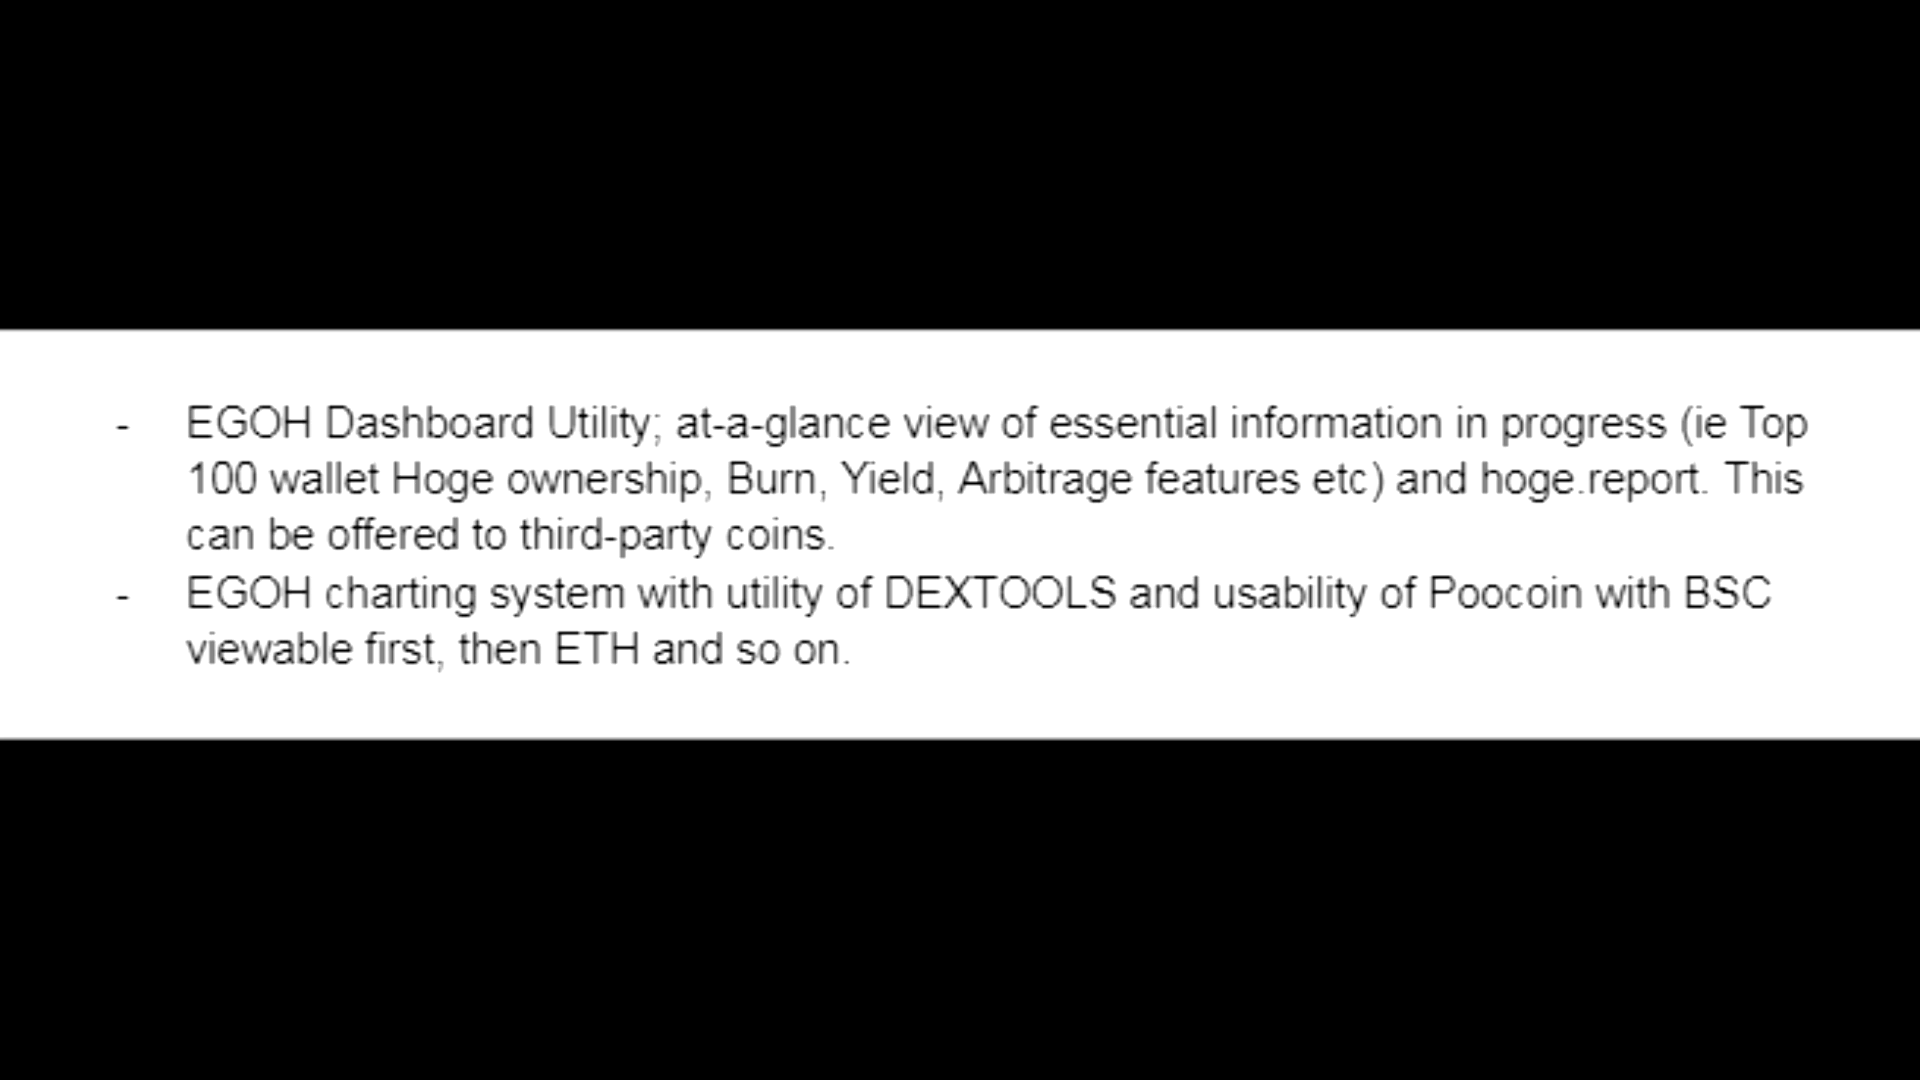 - EGOH Dashboard Utility; at-a-glance view of essential information in progress (ie Top
100 wallet Hoge ownership, Burn, Yield, Arbitrage features etc) and hoge.report. This
can be offered to third-party coins.
- EGOH charting system with utility of DEXTOOLS and usability of Poocoin with BSC
viewable first, then ETH and so on.